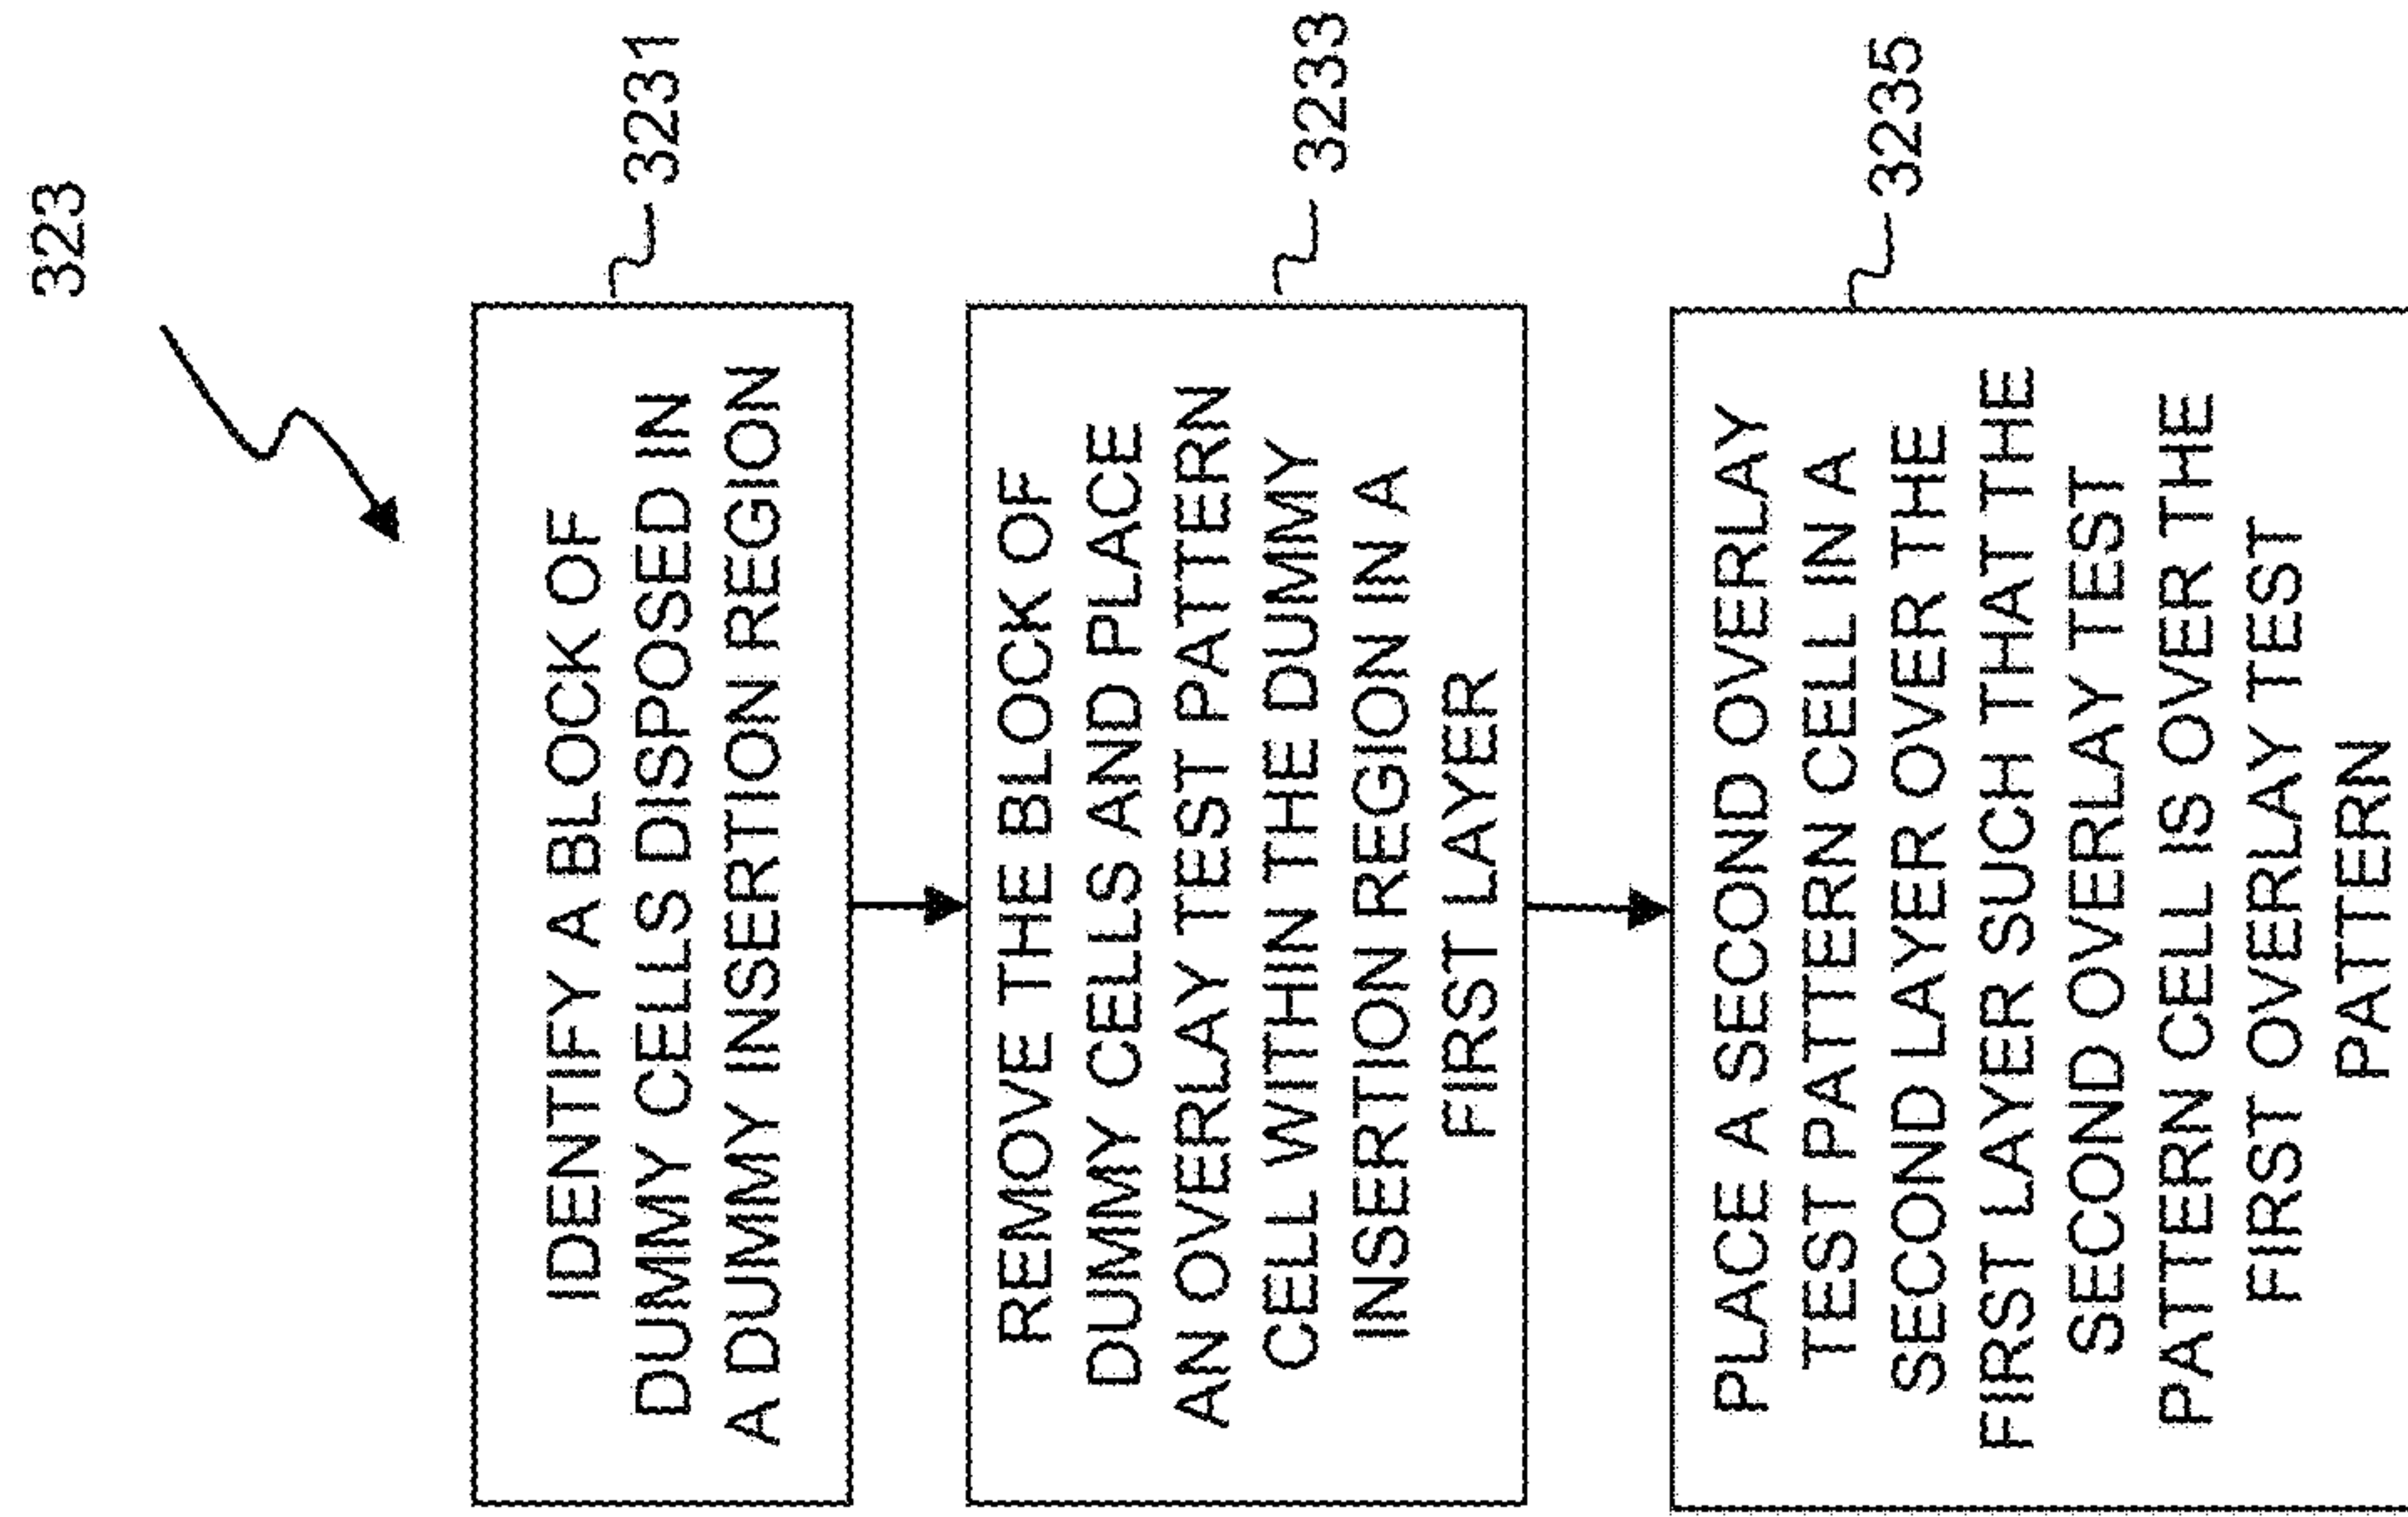 323
IDENTIFY A BLOCK OF
DUMMY CELLS DISPOSED IN
A DUMMY INSERTION REGION
3231
REMOVE THE BLOCK OF
DUMMY CELLS AND PLACE
AN OVERLAY TEST PATTERN
CELL WITHIN THE DUMMY
INSERTION REGION IN A
FIRST LAYER
3233
PLACE A SECOND OVERLAY
TEST PATTERN CELL IN A
SECOND LAYER OVER THE
FIRST LAYER SUCH THAT THE
SECOND OVERLAY TEST
PATTERN CELL IS OVER THE
FIRST OVERLAY TEST
PATTERN
3235